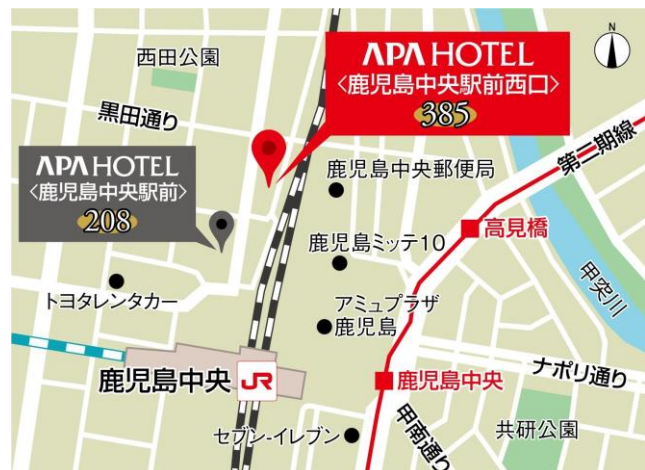 西田公園
APA HOTEL
〈鹿児島中央駅前西口〉
385
N
黒田通り
第二期線
APA HOTEL
〈鹿児島中央駅前〉
208
鹿児島中央郵便局
高見橋
鹿児島ミッテ10
甲突川
トヨタレンタカー
アミュプラザ
鹿児島
ナポリ通り
鹿児島中央
JR
鹿児島中央
共研公園
セブン-イレブン
甲南通り